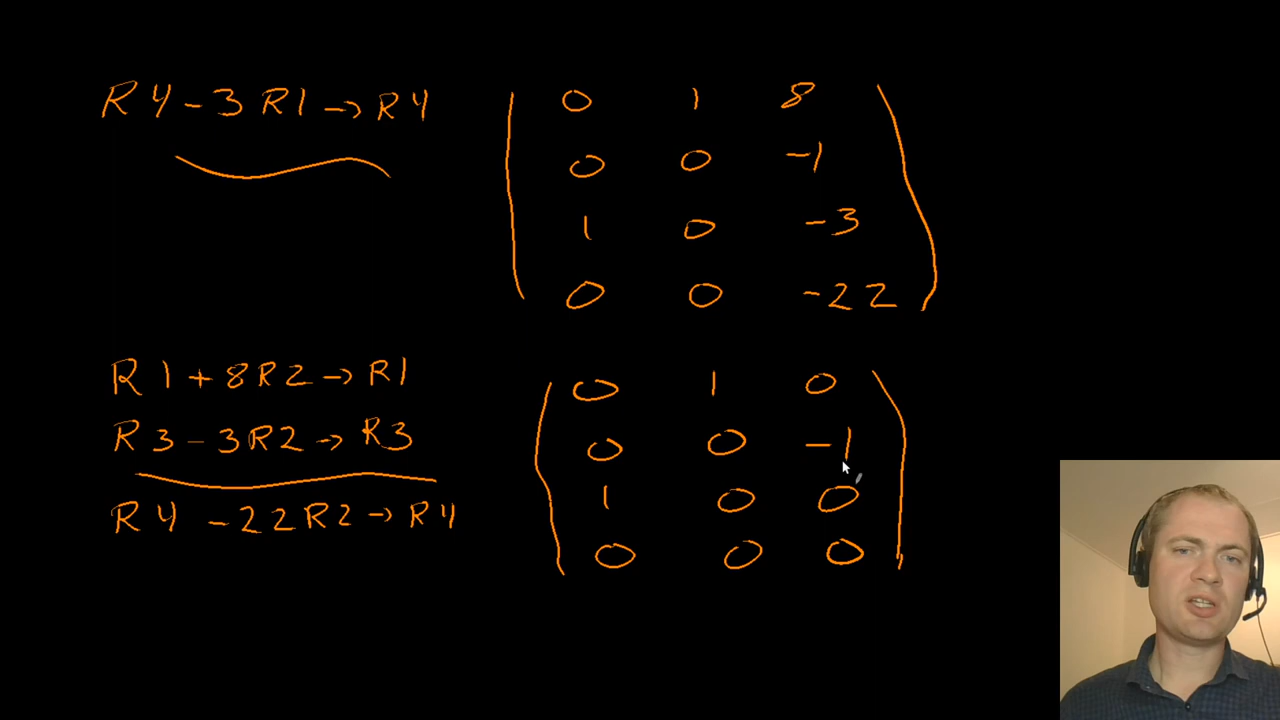 R4 - 3R1 → R4
0 1 8
0 0 -1
1 0 -3
0 0 -22
R1 + 8R2 → R1
R3 - 3R2 → R3
R4 - 22R2 → R4
0 1 0
0 0 -1
1 0 0
0 0 0